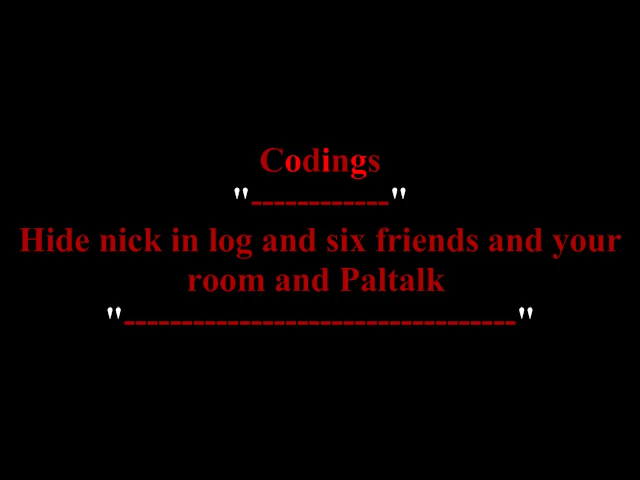 Codings
"------------"
Hide nick in log and six friends and your
room and Paltalk
"----------------------------------"